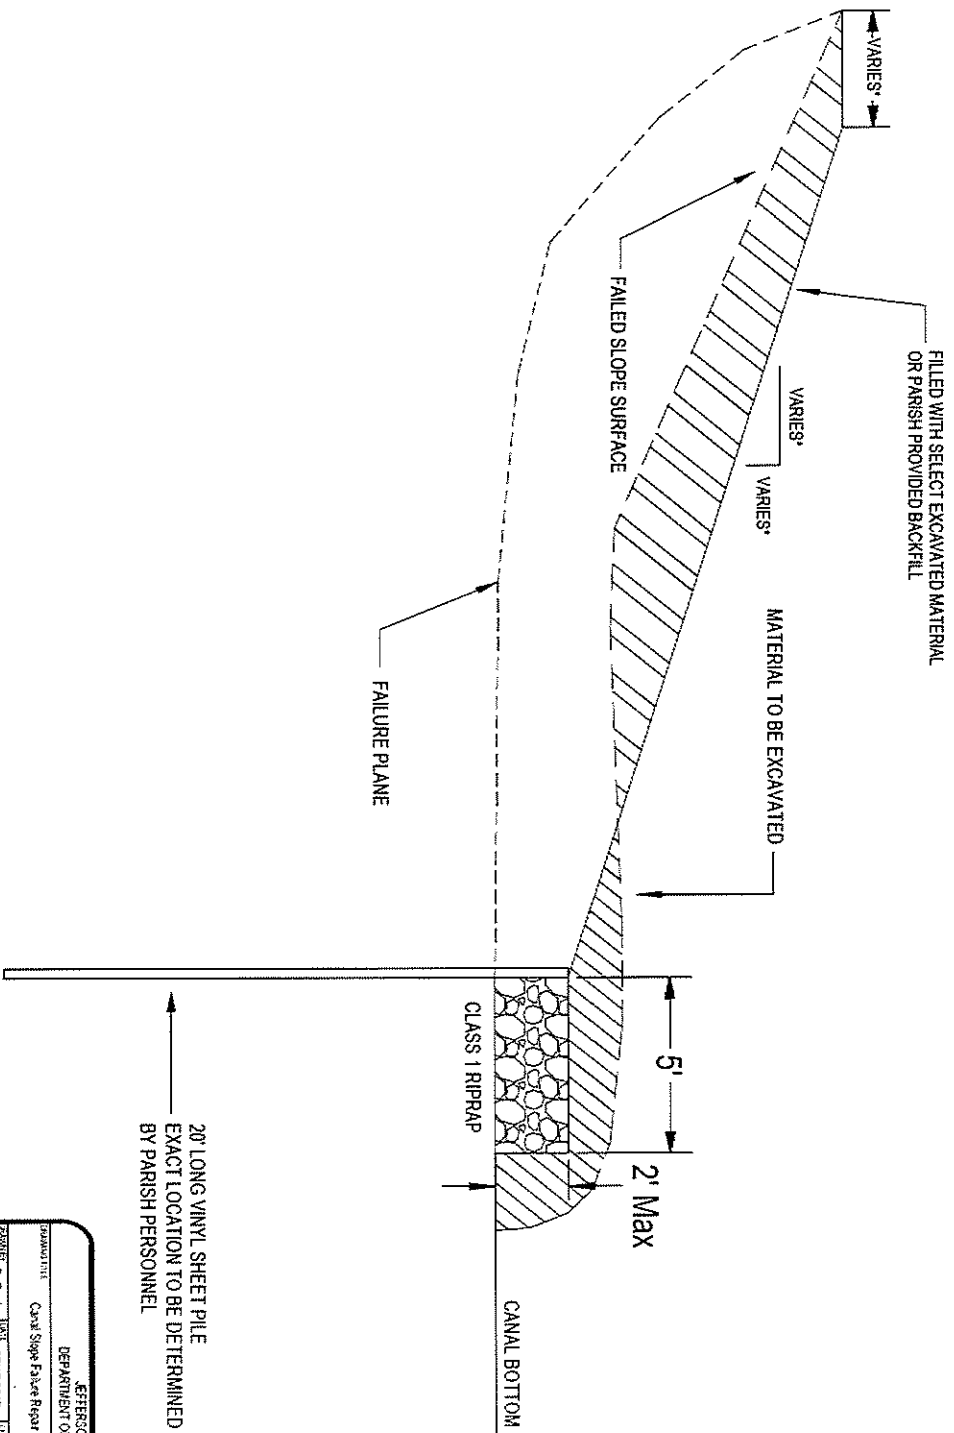 VARIES*
FILLED WITH SELECT EXCAVATED MATERIAL
OR PARISH PROVIDED BACKFILL
VARIES*
VARIES*
FAILED SLOPE SURFACE
MATERIAL TO BE EXCAVATED
FAILURE PLANE
5'
2' Max
CLASS 1 RIPRAP
CANAL BOTTOM
20' LONG VINYL SHEET PILE
EXACT LOCATION TO BE DETERMINED
BY PARISH PERSONNEL
DEPARTMENT
Canal Slope Failure Repair